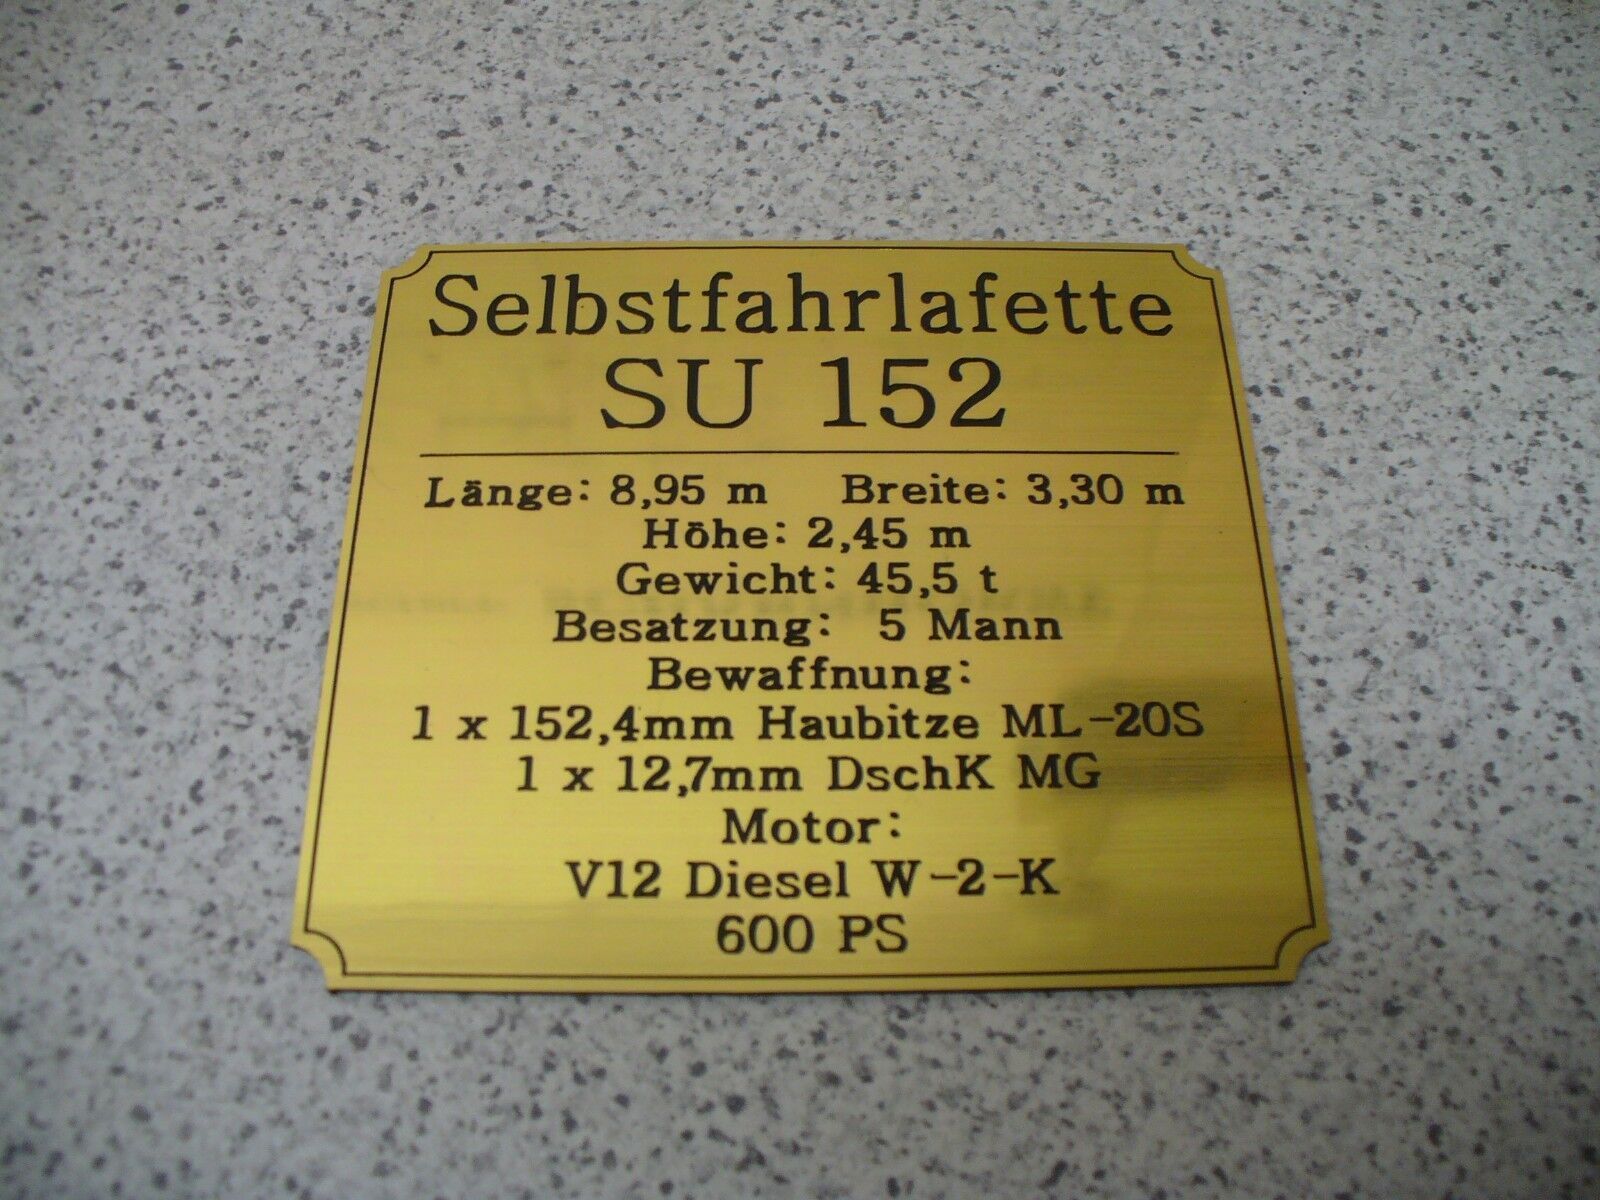 Selbstfahrlafette
SU 152
Länge: 8,95 m Breite: 3,30 m
Höhe: 2,45 m
Gewicht: 45,5 t
Besatzung: 5 Mann
Bewaffnung:
1 x 152,4mm Haubitze ML-20S
1 x 12,7mm DschK MG
Motor:
V12 Diesel W-2-K
600 PS